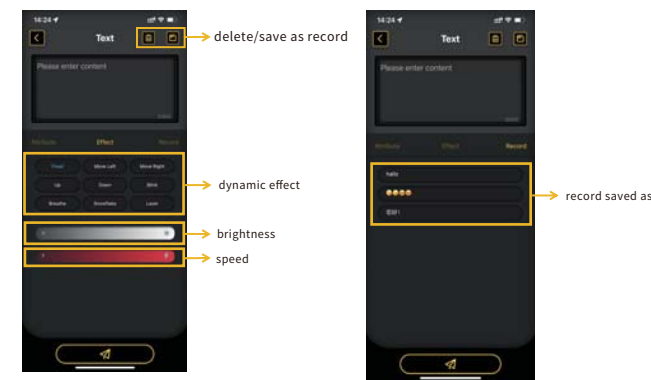 14:24
Text
delete/save as record
Please enter content
Attribute
Effect
Record
Fixed
Move Left
Move Right
Up
Down
Blink
Breathe
Snowflake
Laser
dynamic effect
brightness
speed
14:24
Text
Please enter content
Attribute
Effect
Record
hello
record saved as